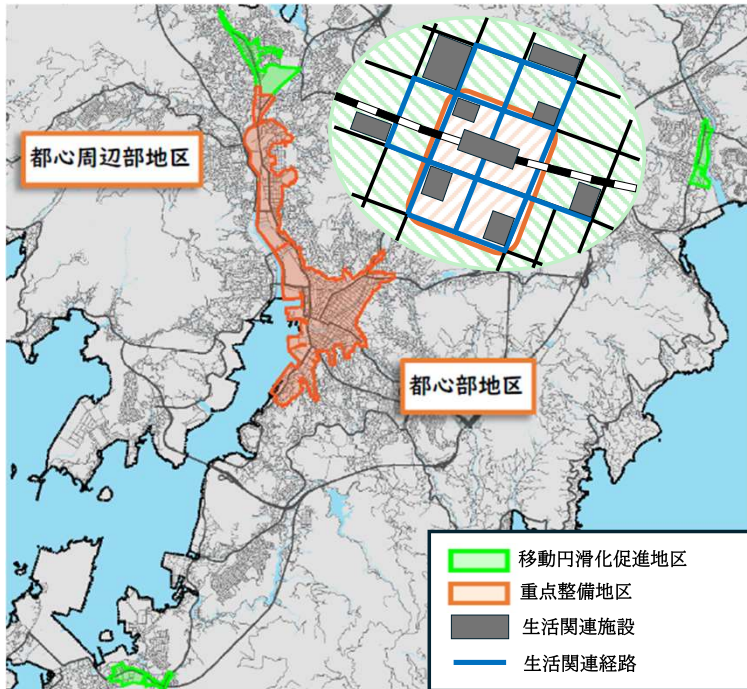 都心周辺部地区
都心部地区
移動円滑化促進地区
重点整備地区
生活関連施設
生活関連経路